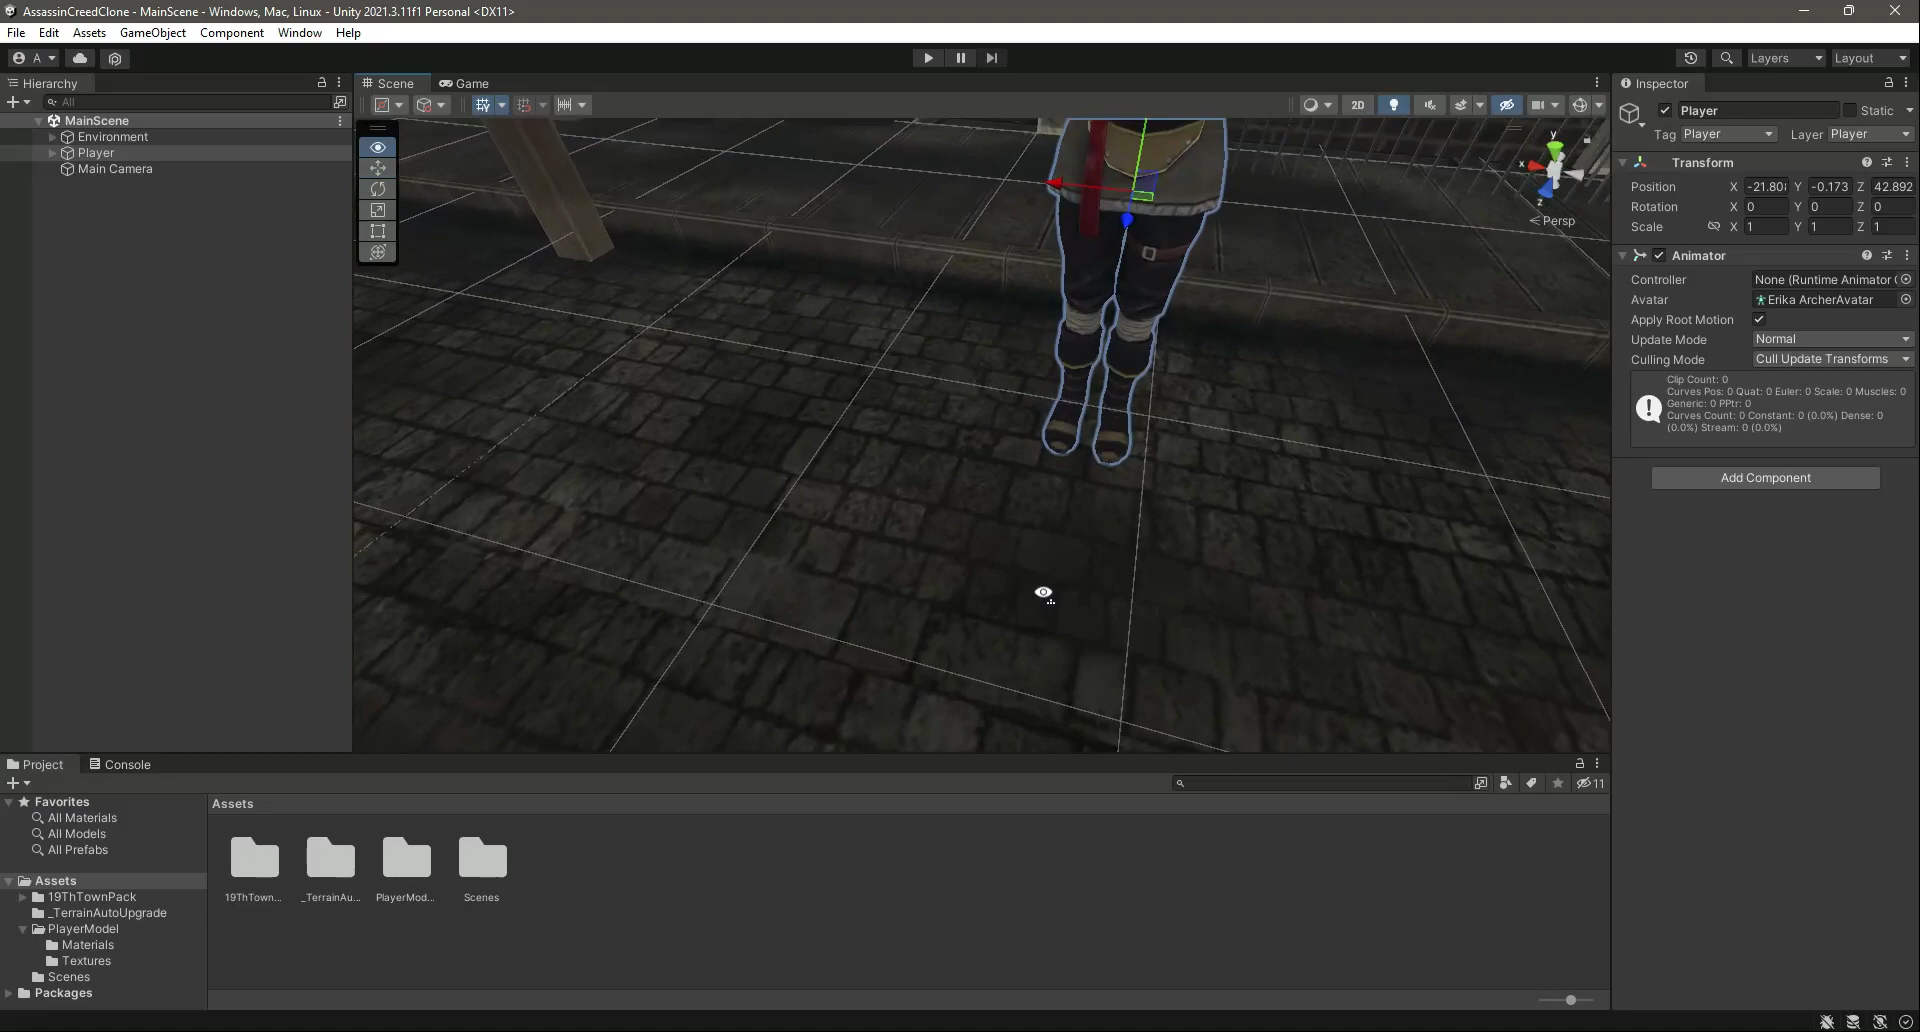 AssassinCreedClone - MainScene - Windows, Mac, Linux - Unity 2021.3.11f1 Personal <DX11>
File Edit Assets GameObject Component Window Help
A Layers Layout
Hierarchy Scene Game Inspector
All 2D
MainScene
Environment
Player
Main Camera
y
x
z
Persp
Player Static
Tag Player Layer Player
Transform
Position X -21.80 Y -0.173 Z 42.892
Rotation X 0 Y 0 Z 0
Scale X 1 Y 1 Z 1
Animator
Controller None (Runtime Animator
Avatar Erika ArcherAvatar
Apply Root Motion
Update Mode Normal
Culling Mode Cull Update Transforms
Clip Count: 0
Curves Pos: 0 Quat: 0 Euler: 0 Scale: 0 Muscles: 0
Generic: 0 PPtr: 0
Curves Count: 0 Constant: 0 (0.0%) Dense: 0
(0.0%) Stream: 0 (0.0%)
Add Component
Project Console
11
Favorites
All Materials
All Models
All Prefabs
Assets
19ThTownPack
_TerrainAutoUpgrade
PlayerModel
Materials
Textures
Scenes
Packages
Assets
19ThTown... _TerrainAu... PlayerMod... Scenes